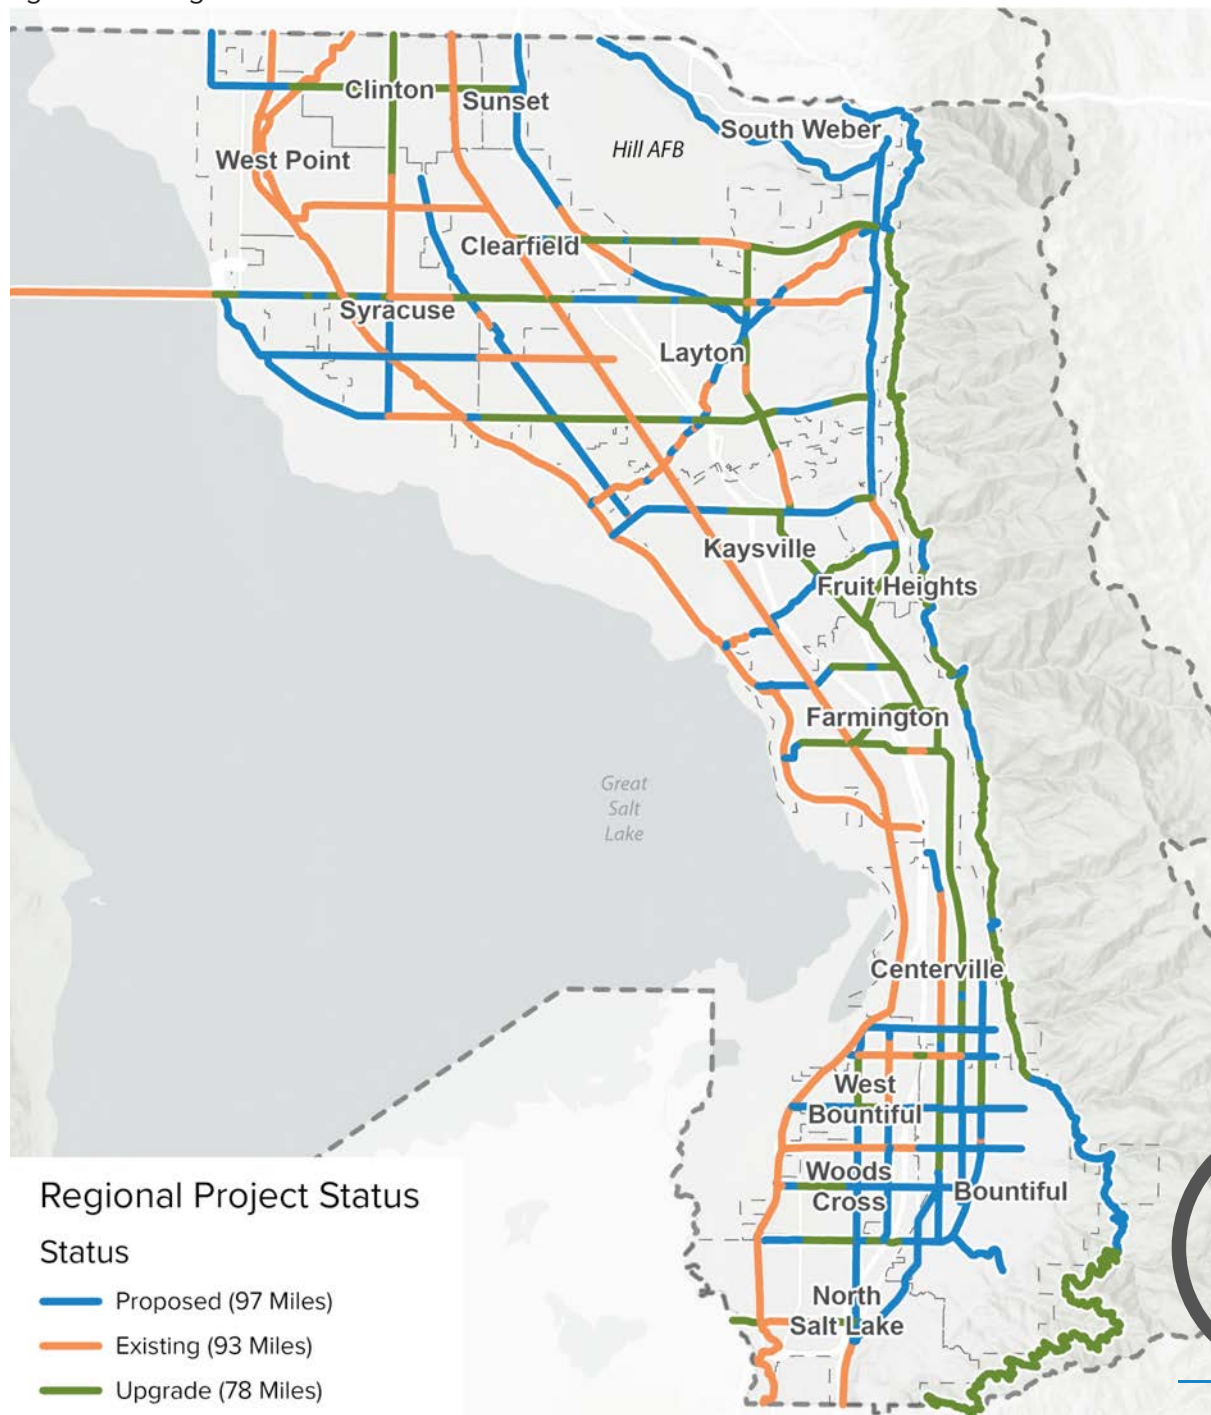 Clinton
Sunset
South Weber
Hill AFB
West Point
Clearfield
Syracuse
Layton
Kaysville
Fruit Heights
Farmington
Great
Salt
Lake
Centerville
West
Bountiful
Woods
Cross
Bountiful
North
Salt Lake
Regional Project Status
Status
Proposed (97 Miles)
Existing (93 Miles)
Upgrade (78 Miles)